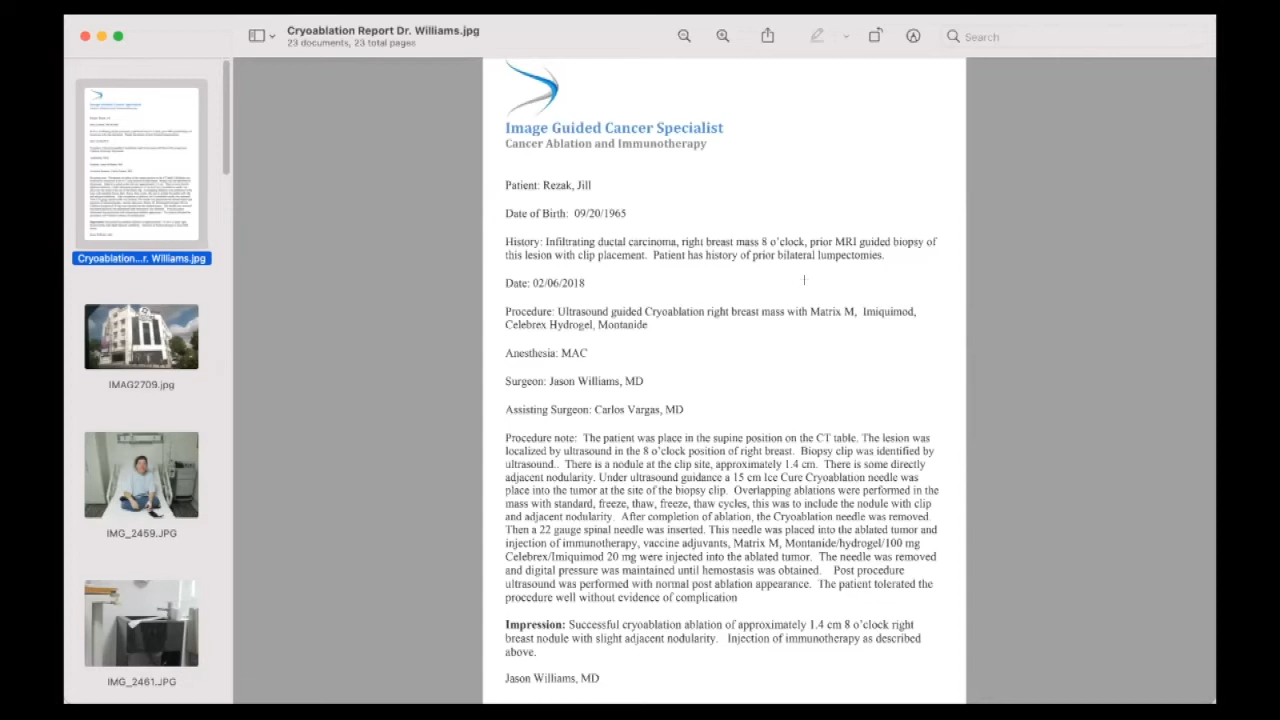 Cryoablation Report Dr. Williams.jpg
23 documents, 23 total pages
Search
Cryoablation...r. Williams.jpg
IMAG2709.jpg
IMG_2459.JPG
IMG_2461.JPG
Image Guided Cancer Specialist
Cancer Ablation and Immunotherapy
Patient: Rezak, Jill
Date of Birth: 09/20/1965
History: Infiltrating ductal carcinoma, right breast mass 8 o'clock, prior MRI guided biopsy of
this lesion with clip placement. Patient has history of prior bilateral lumpectomies.
Date: 02/06/2018
Procedure: Ultrasound guided Cryoablation right breast mass with Matrix M, Imiquimod,
Celebrex Hydrogel, Montanide
Anesthesia: MAC
Surgeon: Jason Williams, MD
Assisting Surgeon: Carlos Vargas, MD
Procedure note: The patient was place in the supine position on the CT table. The lesion was
localized by ultrasound in the 8 o'clock position of right breast. Biopsy clip was identified by
ultrasound.. There is a nodule at the clip site, approximately 1.4 cm. There is some directly
adjacent nodularity. Under ultrasound guidance a 15 cm Ice Cure Cryoablation needle was
place into the tumor at the site of the biopsy clip. Overlapping ablations were performed in the
mass with standard, freeze, thaw, freeze, thaw cycles, this was to include the nodule with clip
and adjacent nodularity. After completion of ablation, the Cryoablation needle was removed.
Then a 22 gauge spinal needle was inserted. This needle was placed into the ablated tumor and
injection of immunotherapy, vaccine adjuvants, Matrix M, Montanide/hydrogel/100 mg
Celebrex/Imiquimod 20 mg were injected into the ablated tumor. The needle was removed
and digital pressure was maintained until hemostasis was obtained. Post procedure
ultrasound was performed with normal post ablation appearance. The patient tolerated the
procedure well without evidence of complication
Impression: Successful cryoablation ablation of approximately 1.4 cm 8 o'clock right
breast nodule with slight adjacent nodularity. Injection of immunotherapy as described
above.
Jason Williams, MD